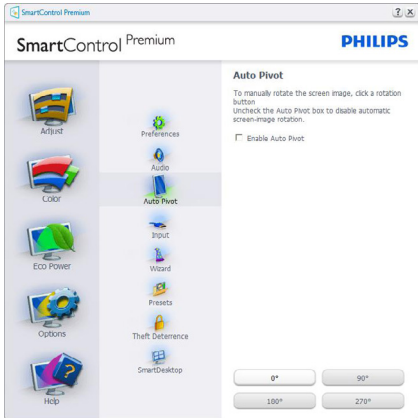 SmartControl Premium
? x
SmartControl Premium
PHILIPS
Adjust
Color
Eco Power
Options
Help
Preferences
Audio
Auto Pivot
Input
Wizard
Presets
Theft Deterrence
SmartDesktop
Auto Pivot
To manually rotate the screen image, click a rotation
button
Uncheck the Auto Pivot box to disable automatic
screen-image rotation.
Enable Auto Pivot
0°
90°
180°
270°